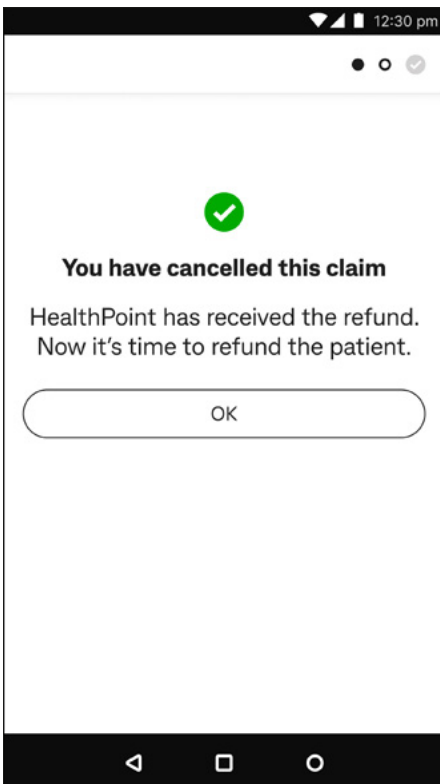 12:30 pm
You have cancelled this claim
HealthPoint has received the refund.
Now it's time to refund the patient.
OK